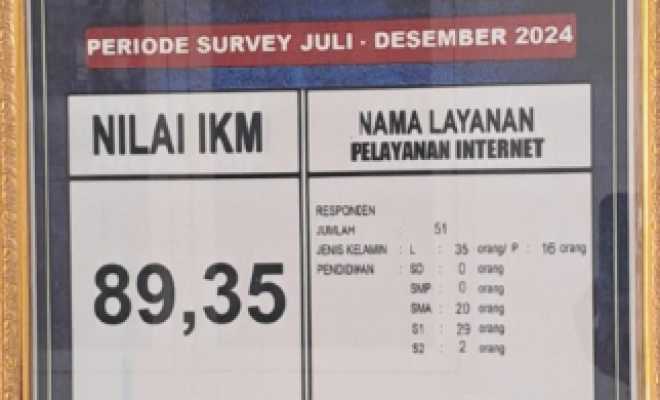 PERIODE SURVEY JULI - DESEMBER 2024
NILAI IKM
NAMA LAYANAN
PELAYANAN INTERNET
89,35
RESPONDEN
JUMLAH : 51
JENIS KELAMIN : L : 35 orang/ P : 16 orang
PENDIDIKAN : SD : 0 orang
SMP : 0 orang
SMA : 20 orang
S1 : 29 orang
S2 : 2 orang